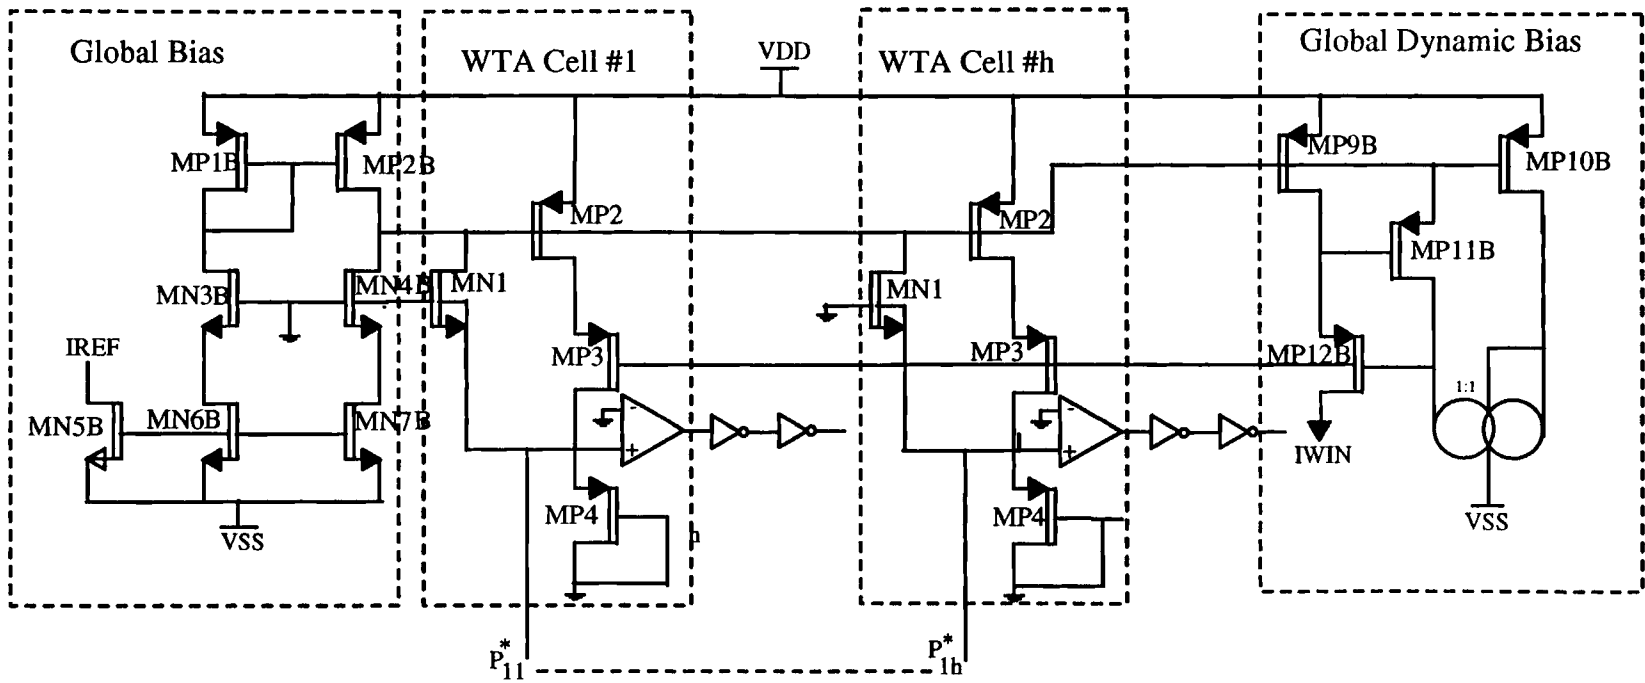 Global Bias
WTA Cell #1
VDD
WTA Cell #h
Global Dynamic Bias
MP1B
MP2B
MP2
MP2
MP9B
MP10B
MP11B
MN3B
MN4B
MN1
MN1
IREF
MP3
MP3
MP12B
1:1
MN5B
MN6B
MN7B
-
+
-
+
IWIN
MP4
MP4
VSS
VSS
h
P*11
P*1h